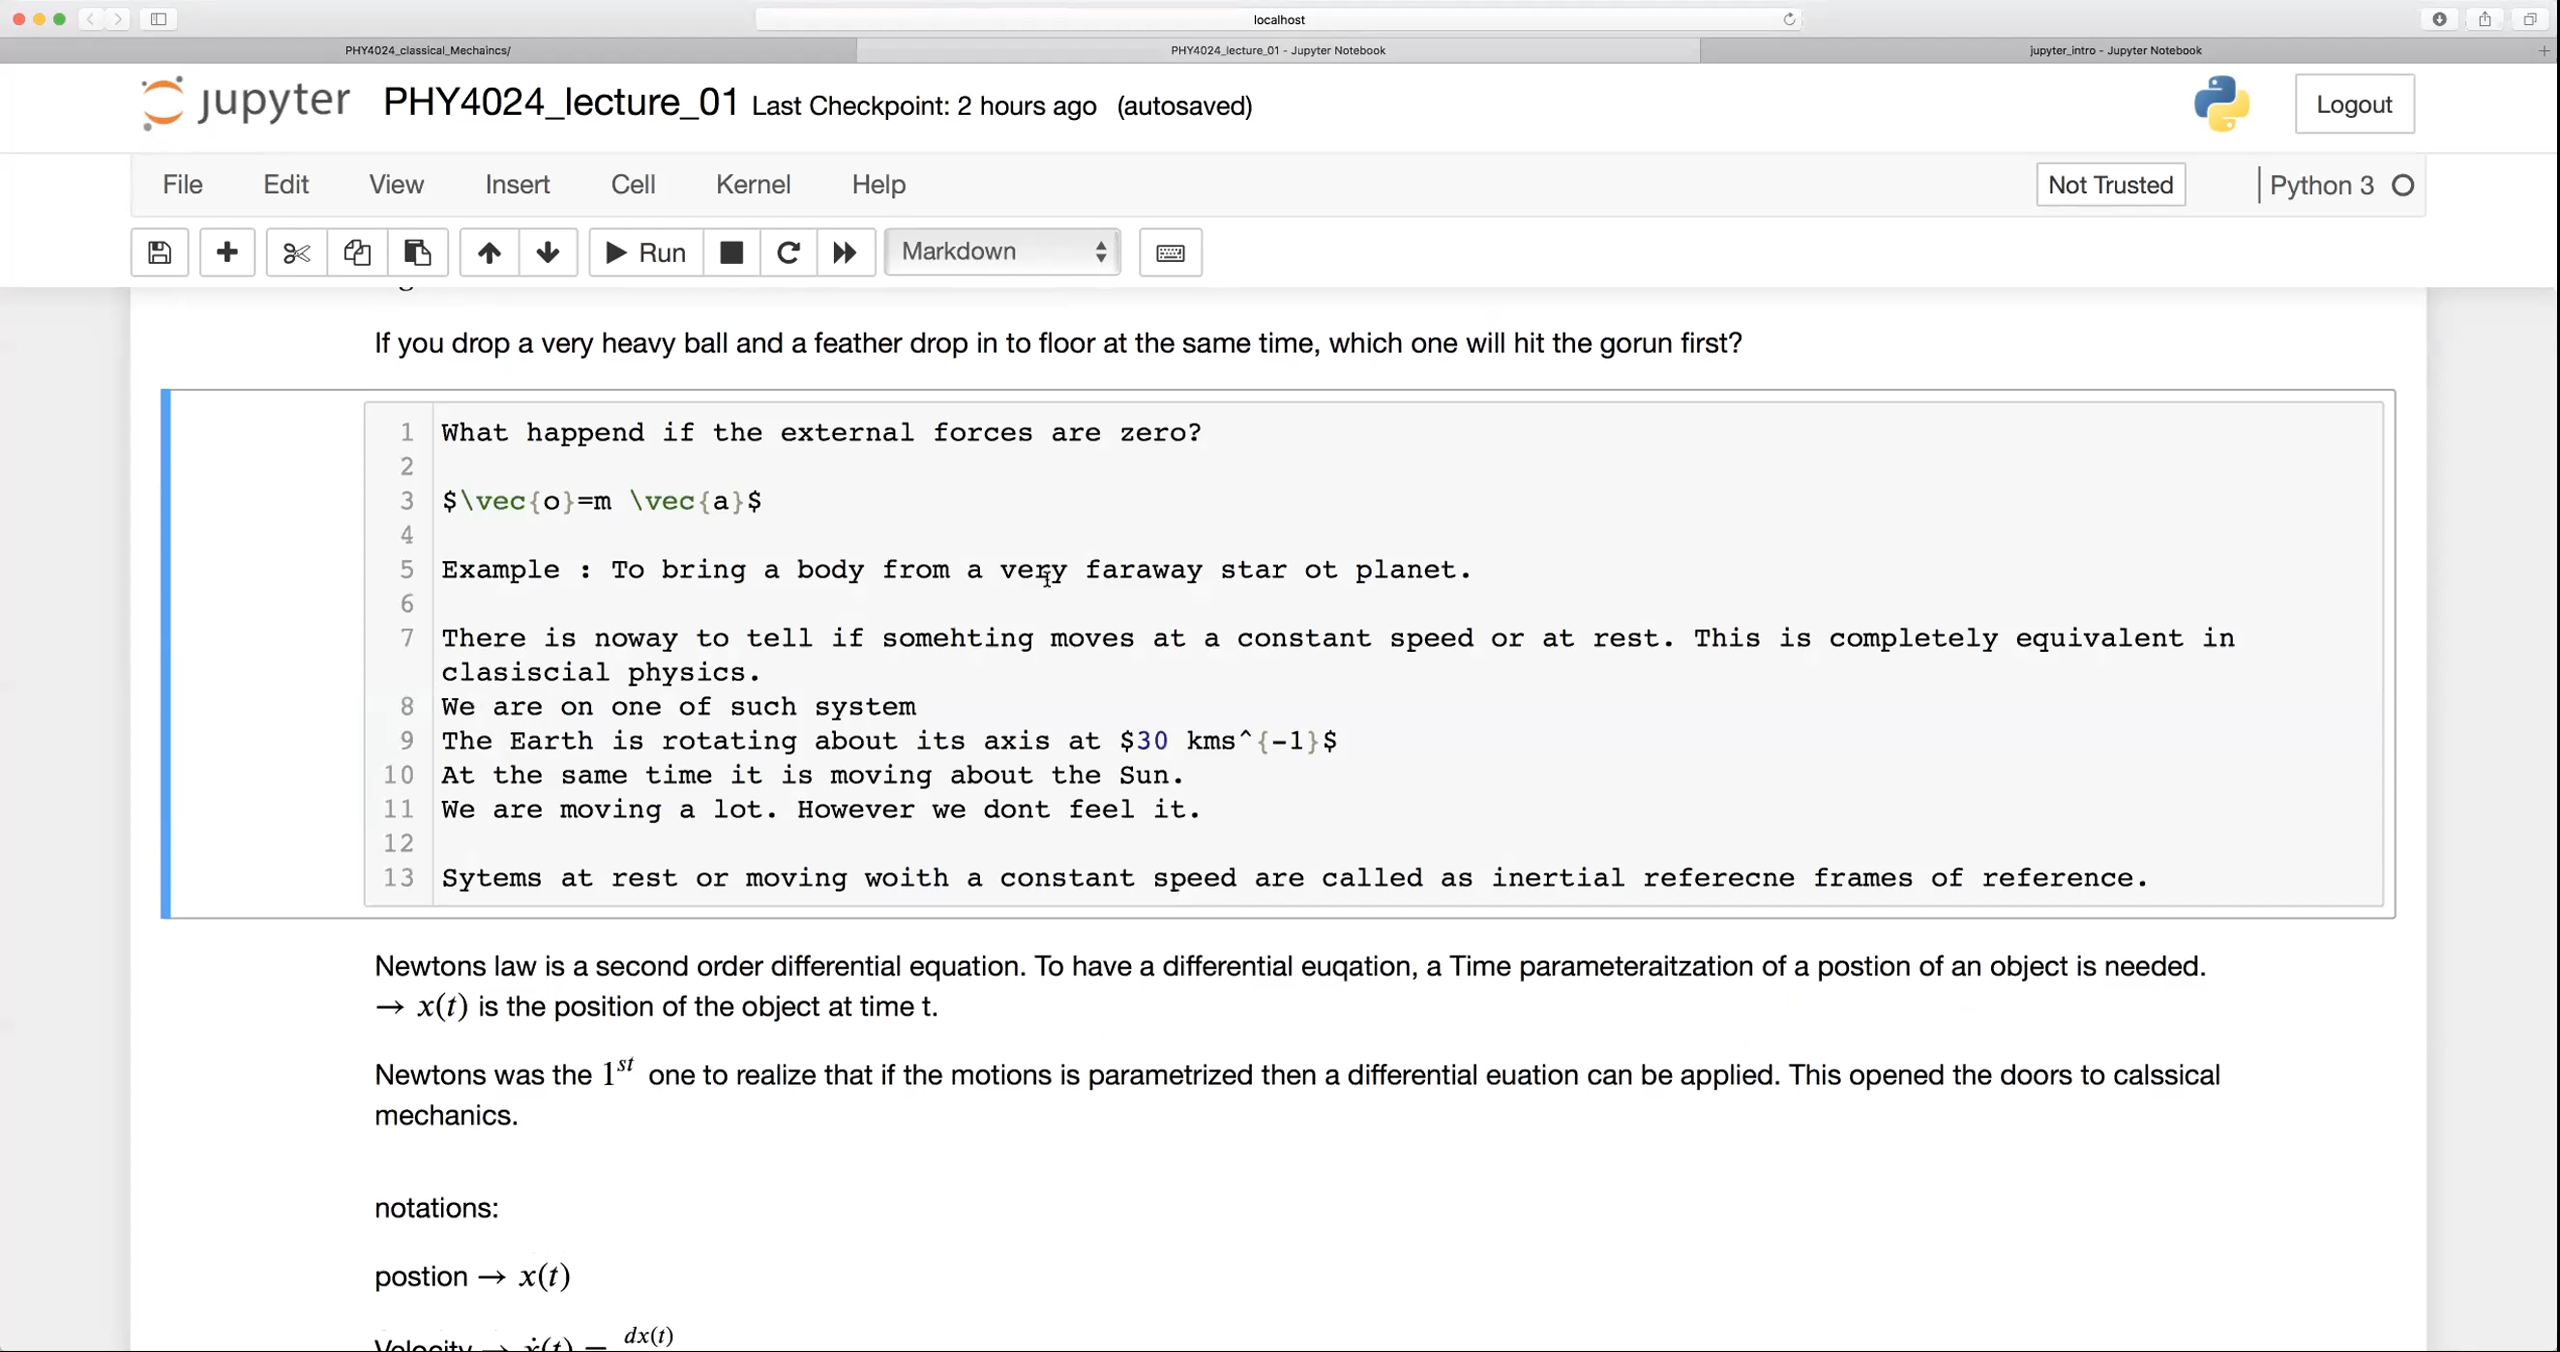 localhost
PHY4024_classical_Mechaincs/
PHY4024_lecture_01 - Jupyter Notebook
jupyter_intro - Jupyter Notebook
jupyter PHY4024_lecture_01 Last Checkpoint: 2 hours ago (autosaved)
Logout
File Edit View Insert Cell Kernel Help
Not Trusted
Python 3
Run
Markdown
If you drop a very heavy ball and a feather drop in to floor at the same time, which one will hit the gorun first?
1 What happend if the external forces are zero?
2
3 $\vec{o}=m \vec{a}$
4
5 Example : To bring a body from a very faraway star ot planet.
6
7 There is noway to tell if somehting moves at a constant speed or at rest. This is completely equivalent in
clasiscial physics.
8 We are on one of such system
9 The Earth is rotating about its axis at $30 kms^{-1}$
10 At the same time it is moving about the Sun.
11 We are moving a lot. However we dont feel it.
12
13 Sytems at rest or moving woith a constant speed are called as inertial referecne frames of reference.
Newtons law is a second order differential equation. To have a differential euqation, a Time parameteraitzation of a postion of an object is needed.
→ x(t) is the position of the object at time t.
Newtons was the 1st one to realize that if the motions is parametrized then a differential euation can be applied. This opened the doors to calssical
mechanics.
notations:
postion → x(t)
Velocity → ẋ(t) = dx(t)